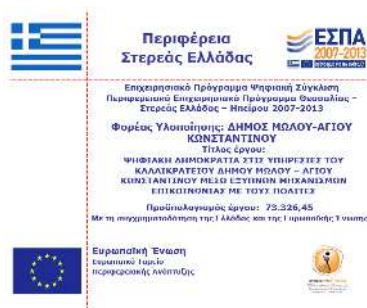 Περιφέρεια
Στερεάς Ελλάδας
ΕΣΠΑ
2007-2013
Επιχειρησιακό Πρόγραμμα Ψηφιακή Σύγκλιση
Περιφερειακό Επιχειρησιακό Πρόγραμμα Θεσσαλίας –
Στερεάς Ελλάδας – Ηπείρου 2007-2013
Φορέας Υλοποίησης: ΔΗΜΟΣ ΜΩΛΟΥ-ΑΓΙΟΥ
ΚΩΝΣΤΑΝΤΙΝΟΥ
Τίτλος έργου:
ΨΗΦΙΑΚΗ ΔΗΜΟΚΡΑΤΙΑ ΣΤΙΣ ΥΠΗΡΕΣΙΕΣ ΤΟΥ
ΚΑΛΛΙΚΡΑΤΕΙΟΥ ΔΗΜΟΥ ΜΩΛΟΥ – ΑΓΙΟΥ
ΚΩΝΣΤΑΝΤΙΝΟΥ ΜΕΣΩ ΕΞΥΠΝΩΝ ΜΗΧΑΝΙΣΜΩΝ
ΕΠΙΚΟΙΝΩΝΙΑΣ ΜΕ ΤΟΥΣ ΠΟΛΙΤΕΣ
Προϋπολογισμός έργου: 73.326,45
Με τη συγχρηματοδότηση της Ελλάδας και της Ευρωπαϊκής Ένωσης
Ευρωπαϊκή Ένωση
Ευρωπαϊκό Ταμείο
Περιφερειακής Ανάπτυξης